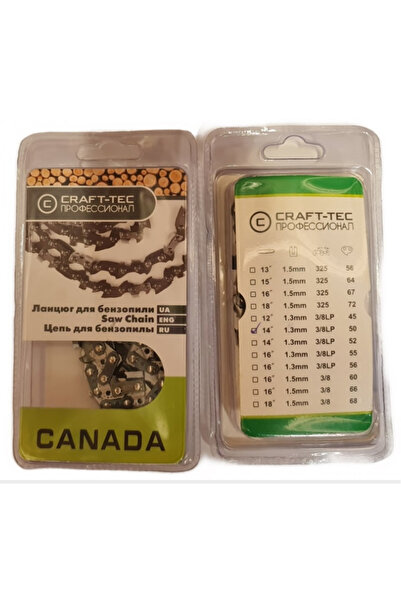 C CRAFT-TEC
ПРОФЕССИОНАЛ
Ланцюг для бензопили UA
Saw Chain ENG
Цепь для бензопилы RU
CANADA
C CRAFT-TEC
ПРОФЕССИОНАЛ
13" 1.5mm 325 56
15" 1.5mm 325 64
16" 1.5mm 325 67
18" 1.5mm 325 72
12" 1.3mm 3/8LP 45
14" 1.3mm 3/8LP 50
14" 1.3mm 3/8LP 52
16" 1.3mm 3/8LP 55
16" 1.3mm 3/8LP 56
16" 1.5mm 3/8 60
16" 1.5mm 3/8 66
18" 1.5mm 3/8 68